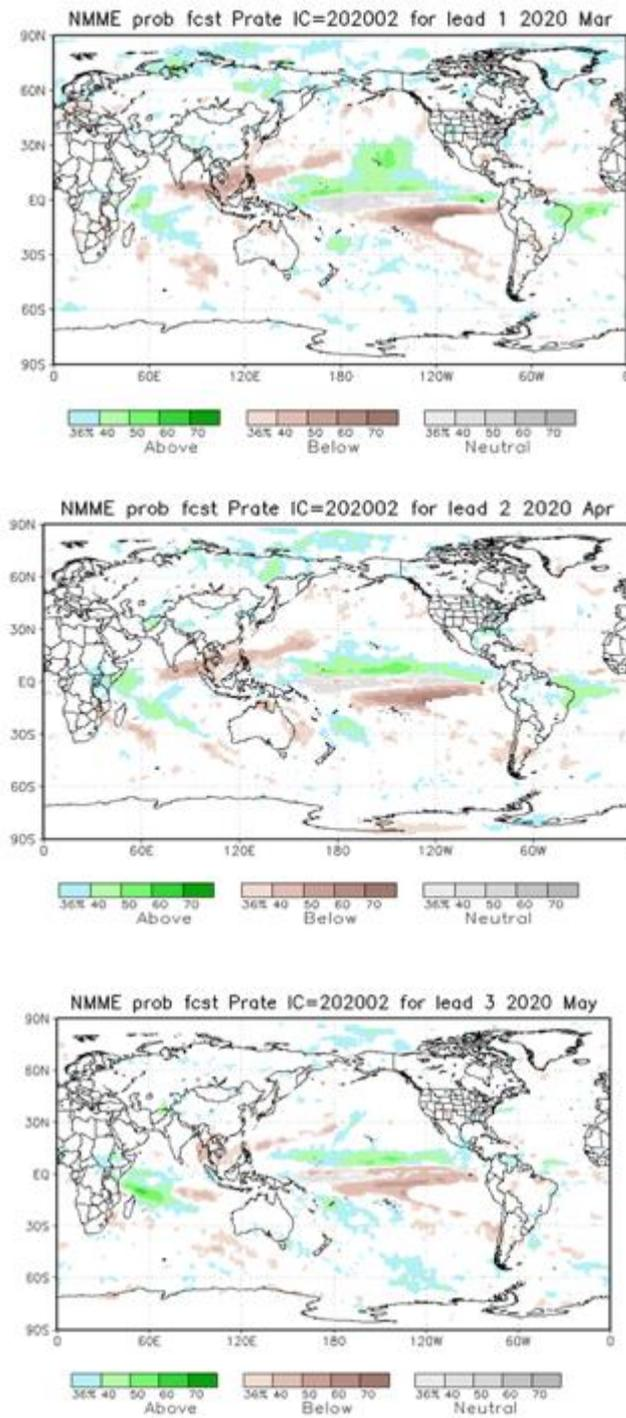 NMME prob fcst Prate IC=202002 for lead 1 2020 Mar
90N
60N
30N
EQ
30S
60S
90S
0 60E 120E 180 120W 60W 0
36% 40 50 60 70 36% 40 50 60 70 36% 40 50 60 70
Above Below Neutral
NMME prob fcst Prate IC=202002 for lead 2 2020 Apr
90N
60N
30N
EQ
30S
60S
90S
0 60E 120E 180 120W 60W
36% 40 50 60 70 36% 40 50 60 70 36% 40 50 60 70
Above Below Neutral
NMME prob fcst Prate IC=202002 for lead 3 2020 May
90N
60N
30N
EQ
30S
60S
90S
0 60E 120E 180 120W 60W 0
36% 40 50 60 70 36% 40 50 60 70 36% 40 50 60 70
Above Below Neutral